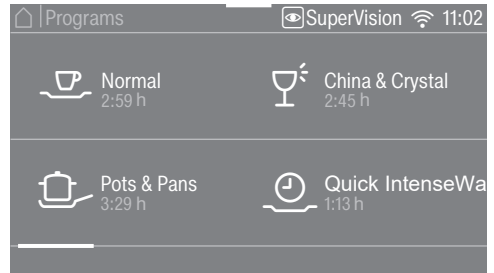 Programs SuperVision 11:02
Normal
2:59 h
China & Crystal
2:45 h
Pots & Pans
3:29 h
Quick IntenseWa
1:13 h